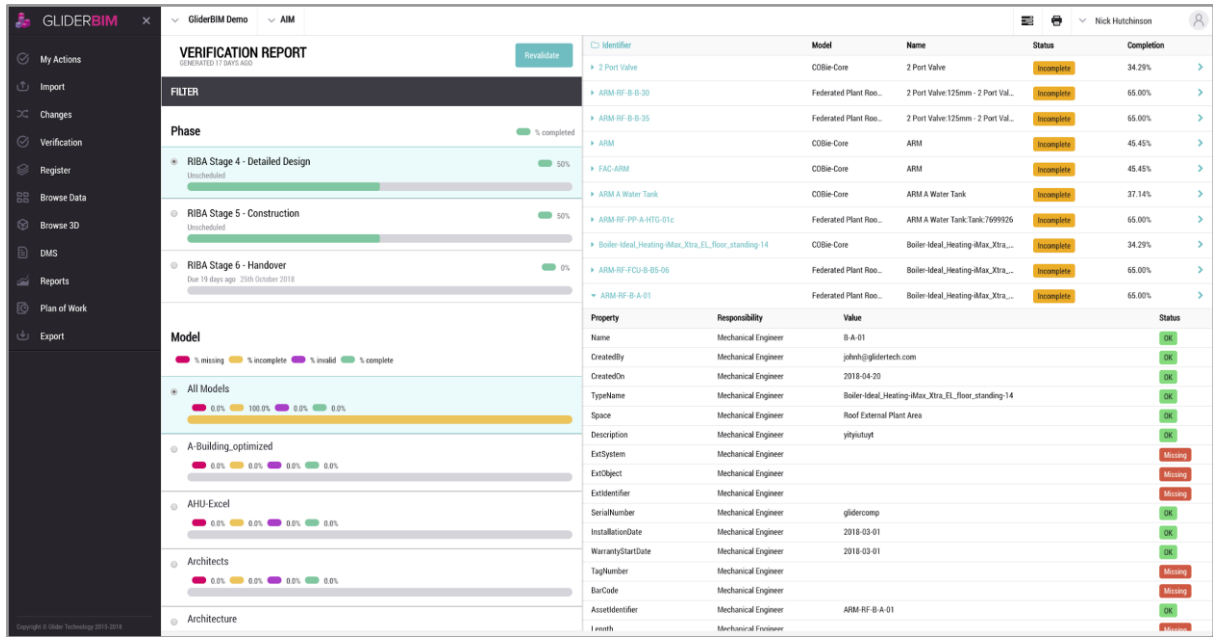 GLIDERBIM ×
My Actions
Import
Changes
Verification
Register
Browse Data
Browse 3D
DMS
Reports
Plan of Work
Export
Copyright © Glider Technology 2015-2018
GliderBIM Demo AIM Nick Hutchinson
VERIFICATION REPORT
GENERATED 17 DAYS AGO
Revalidate
FILTER
Phase % completed
RIBA Stage 4 - Detailed Design 50%
Unscheduled
RIBA Stage 5 - Construction 50%
Unscheduled
RIBA Stage 6 - Handover 0%
Due 19 days ago 25th October 2018
Model
% missing % incomplete % invalid % complete
All Models
0.0% 100.0% 0.0% 0.0%
A-Building_optimized
0.0% 0.0% 0.0% 0.0%
AHU-Excel
0.0% 0.0% 0.0% 0.0%
Architects
0.0% 0.0% 0.0% 0.0%
Architecture
Identifier Model Name Status Completion
2 Port Valve COBie-Core 2 Port Valve Incomplete 34.29%
ARM-RF-B-B-30 Federated Plant Roo... 2 Port Valve:125mm - 2 Port Val... Incomplete 65.00%
ARM-RF-B-B-35 Federated Plant Roo... 2 Port Valve:125mm - 2 Port Val... Incomplete 65.00%
ARM COBie-Core ARM Incomplete 45.45%
FAC-ARM COBie-Core ARM Incomplete 45.45%
ARM A Water Tank COBie-Core ARM A Water Tank Incomplete 37.14%
ARM-RF-PP-A-HTG-01c Federated Plant Roo... ARM A Water Tank:Tank:7699926 Incomplete 65.00%
Boiler-Ideal_Heating-iMax_Xtra_EL_floor_standing-14 COBie-Core Boiler-Ideal_Heating-iMax_Xtra_... Incomplete 34.29%
ARM-RF-FCU-B-B5-06 Federated Plant Roo... Boiler-Ideal_Heating-iMax_Xtra_... Incomplete 65.00%
ARM-RF-B-A-01 Federated Plant Roo... Boiler-Ideal_Heating-iMax_Xtra_... Incomplete 65.00%
Property Responsibility Value Status
Name Mechanical Engineer B-A-01 OK
CreatedBy Mechanical Engineer johnh@glidertech.com OK
CreatedOn Mechanical Engineer 2018-04-20 OK
TypeName Mechanical Engineer Boiler-Ideal_Heating-iMax_Xtra_EL_floor_standing-14 OK
Space Mechanical Engineer Roof External Plant Area OK
Description Mechanical Engineer yityiutuyt OK
ExtSystem Mechanical Engineer Missing
ExtObject Mechanical Engineer Missing
ExtIdentifier Mechanical Engineer Missing
SerialNumber Mechanical Engineer glidercomp OK
InstallationDate Mechanical Engineer 2018-03-01 OK
WarrantyStartDate Mechanical Engineer 2018-03-01 OK
TagNumber Mechanical Engineer Missing
BarCode Mechanical Engineer Missing
AssetIdentifier Mechanical Engineer ARM-RF-B-A-01 OK
Length Mechanical Engineer Missing